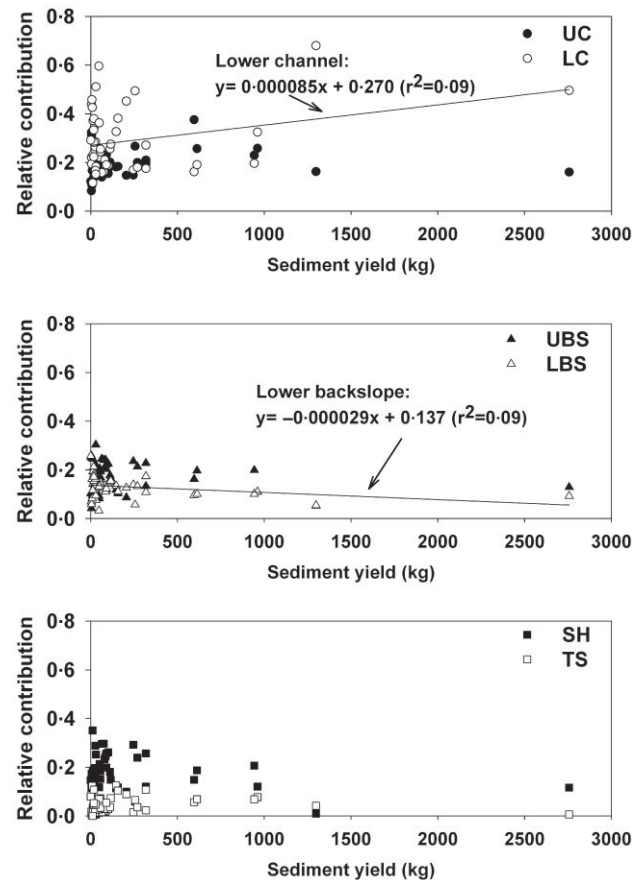 0·8
UC
LC
Lower channel:
y= 0·000085x + 0·270 (r²=0·09)
0·6
0·4
0·2
0·0
Relative contribution
0 500 1000 1500 2000 2500 3000
Sediment yield (kg)
0·8
UBS
LBS
Lower backslope:
y= –0·000029x + 0·137 (r²=0·09)
0·6
0·4
0·2
0·0
Relative contribution
0 500 1000 1500 2000 2500 3000
Sediment yield (kg)
0·8
SH
TS
0·6
0·4
0·2
0·0
Relative contribution
0 500 1000 1500 2000 2500 3000
Sediment yield (kg)